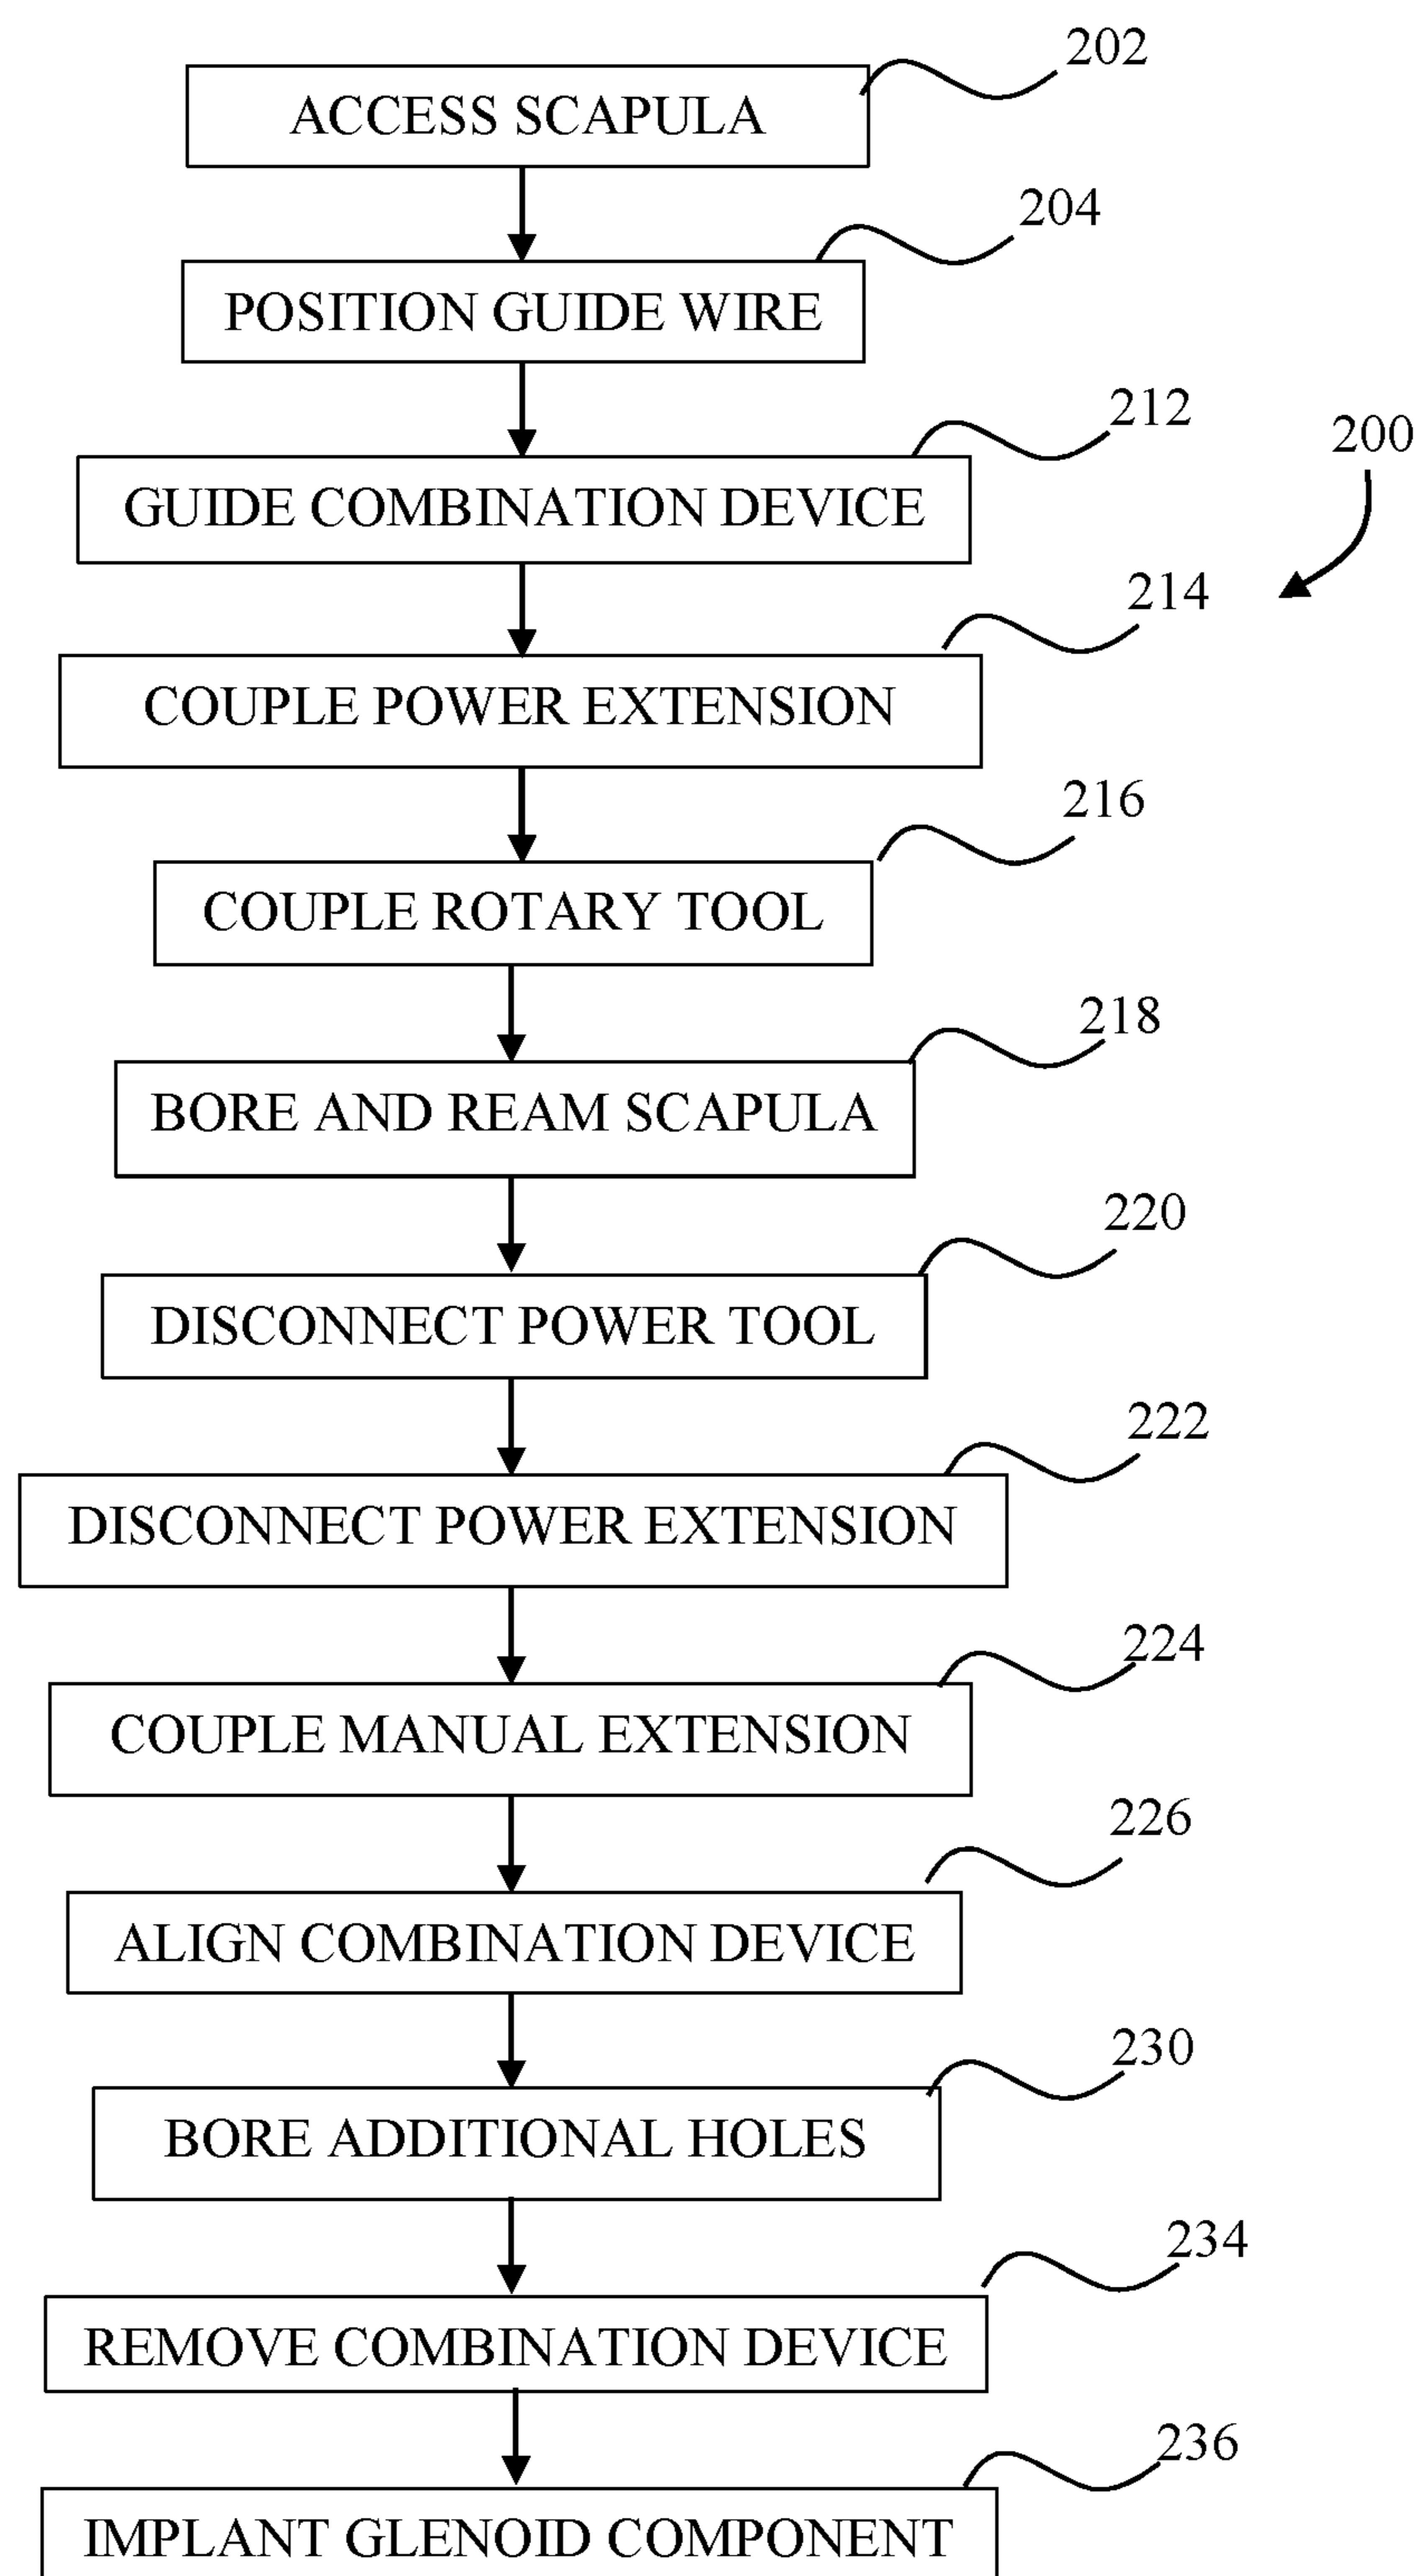 202
ACCESS SCAPULA
204
POSITION GUIDE WIRE
212
200
GUIDE COMBINATION DEVICE
214
COUPLE POWER EXTENSION
216
COUPLE ROTARY TOOL
218
BORE AND REAM SCAPULA
220
DISCONNECT POWER TOOL
222
DISCONNECT POWER EXTENSION
224
COUPLE MANUAL EXTENSION
226
ALIGN COMBINATION DEVICE
230
BORE ADDITIONAL HOLES
234
REMOVE COMBINATION DEVICE
236
IMPLANT GLENOID COMPONENT